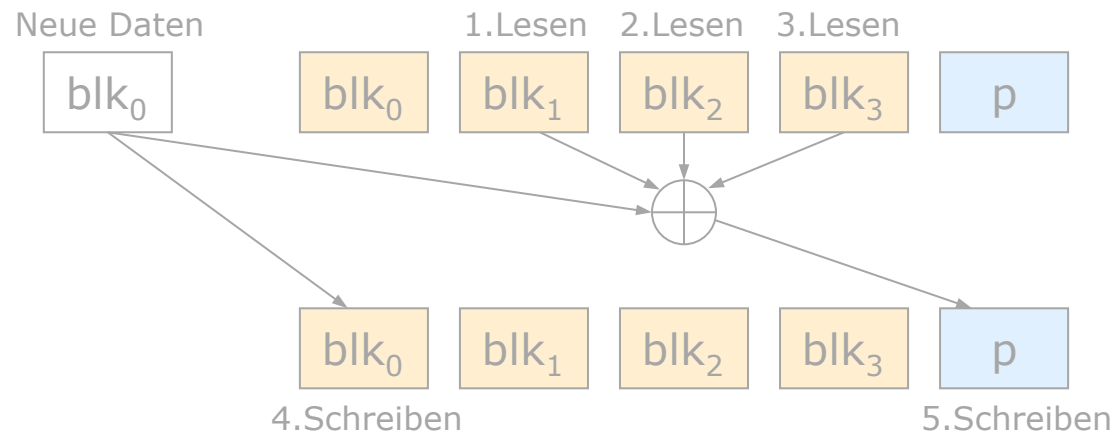 Neue Daten 1.Lesen 2.Lesen 3.Lesen
blk₀ blk₀ blk₁ blk₂ blk₃ p
blk₀ blk₁ blk₂ blk₃ p
4.Schreiben 5.Schreiben